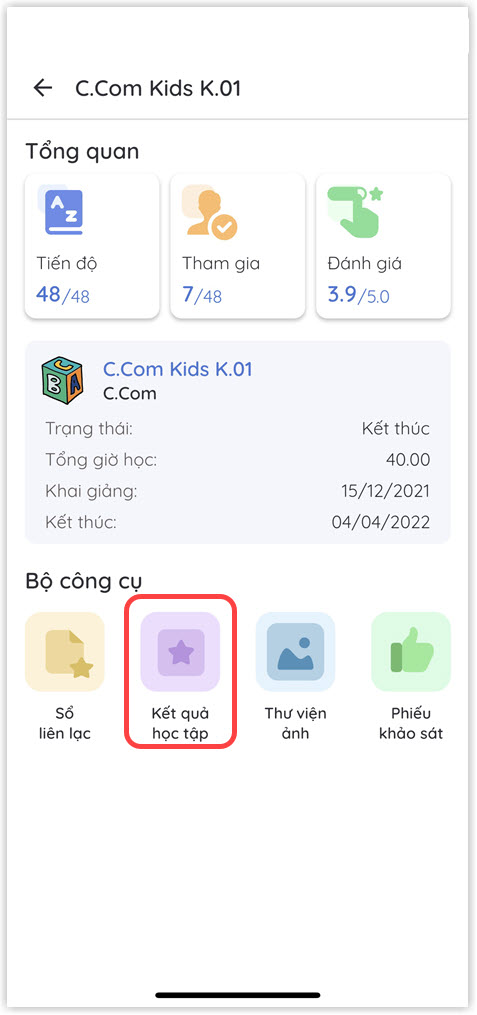 C.Com Kids K.01
Tổng quan
A
Z
Tiến độ
Tham gia
Đánh giá
48/48
7/48
3.9/5.0
C
B
A
C.Com Kids K.01
C.Com
Trạng thái:
Kết thúc
Tổng giờ học:
40.00
Khai giảng:
15/12/2021
Kết thúc:
04/04/2022
Bộ công cụ
Sổ
liên lạc
Kết quả
học tập
Thư viện
ảnh
Phiếu
khảo sát